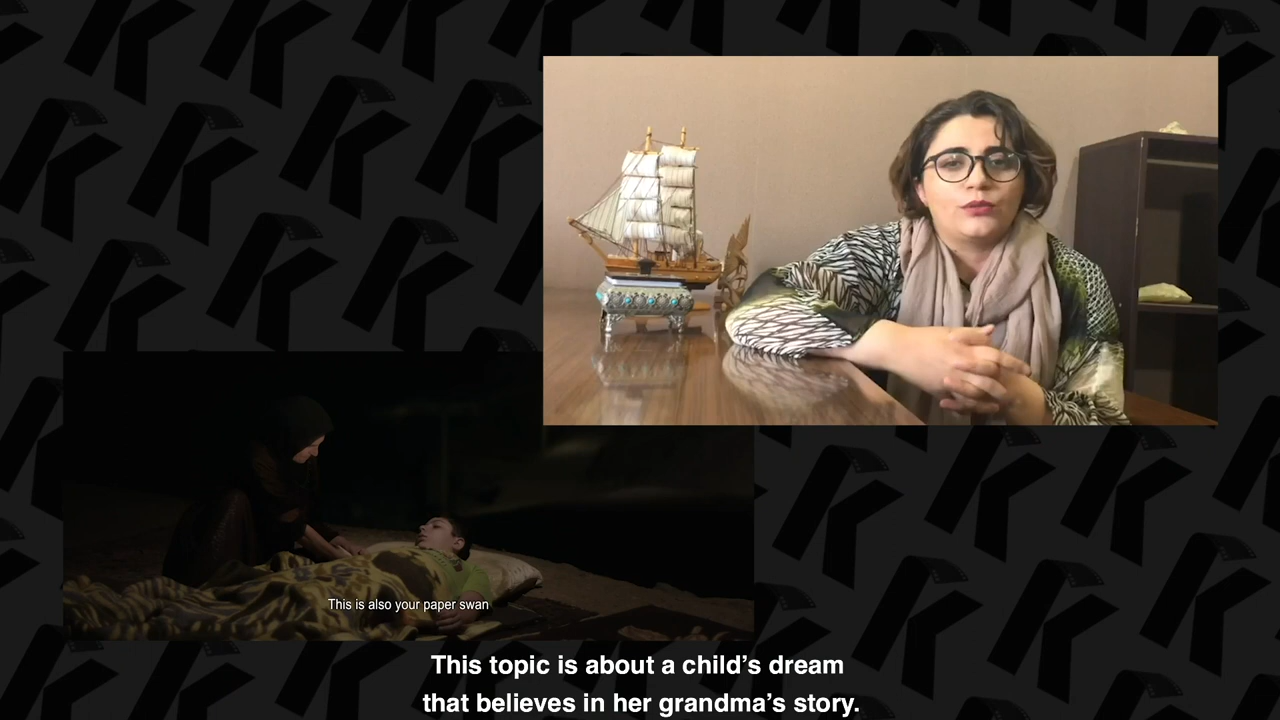 This is also your paper swan
This topic is about a child’s dream
that believes in her grandma’s story.